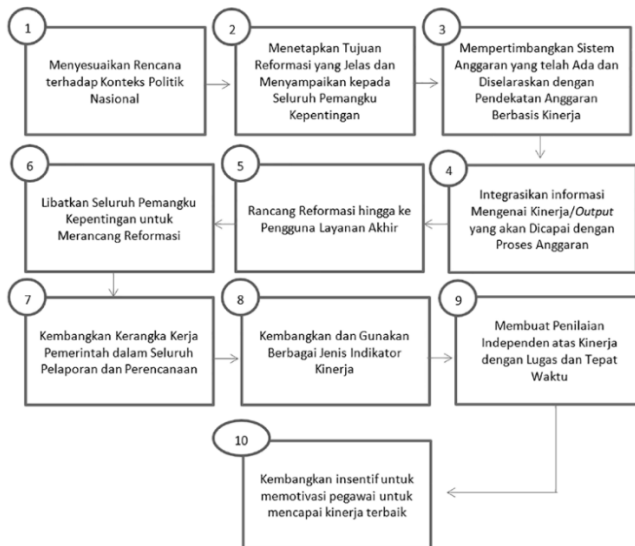 1
Menyesuaikan Rencana
terhadap Konteks Politik
Nasional
2
Menetapkan Tujuan
Reformasi yang Jelas dan
Menyampaikan kepada
Seluruh Pemangku
Kepentingan
3
Mempertimbangkan Sistem
Anggaran yang telah Ada dan
Diselaraskan dengan
Pendekatan Anggaran
Berbasis Kinerja
4
Integrasikan informasi
Mengenai Kinerja/Output
yang akan Dicapai dengan
Proses Anggaran
5
Rancang Reformasi hingga ke
Pengguna Layanan Akhir
6
Libatkan Seluruh Pemangku
Kepentingan untuk
Merancang Reformasi
7
Kembangkan Kerangka Kerja
Pemerintah dalam Seluruh
Pelaporan dan Perencanaan
8
Kembangkan dan Gunakan
Berbagai Jenis Indikator
Kinerja
9
Membuat Penilaian
Independen atas Kinerja
dengan Lugas dan Tepat
Waktu
10
Kembangkan insentif untuk
memotivasi pegawai untuk
mencapai kinerja terbaik